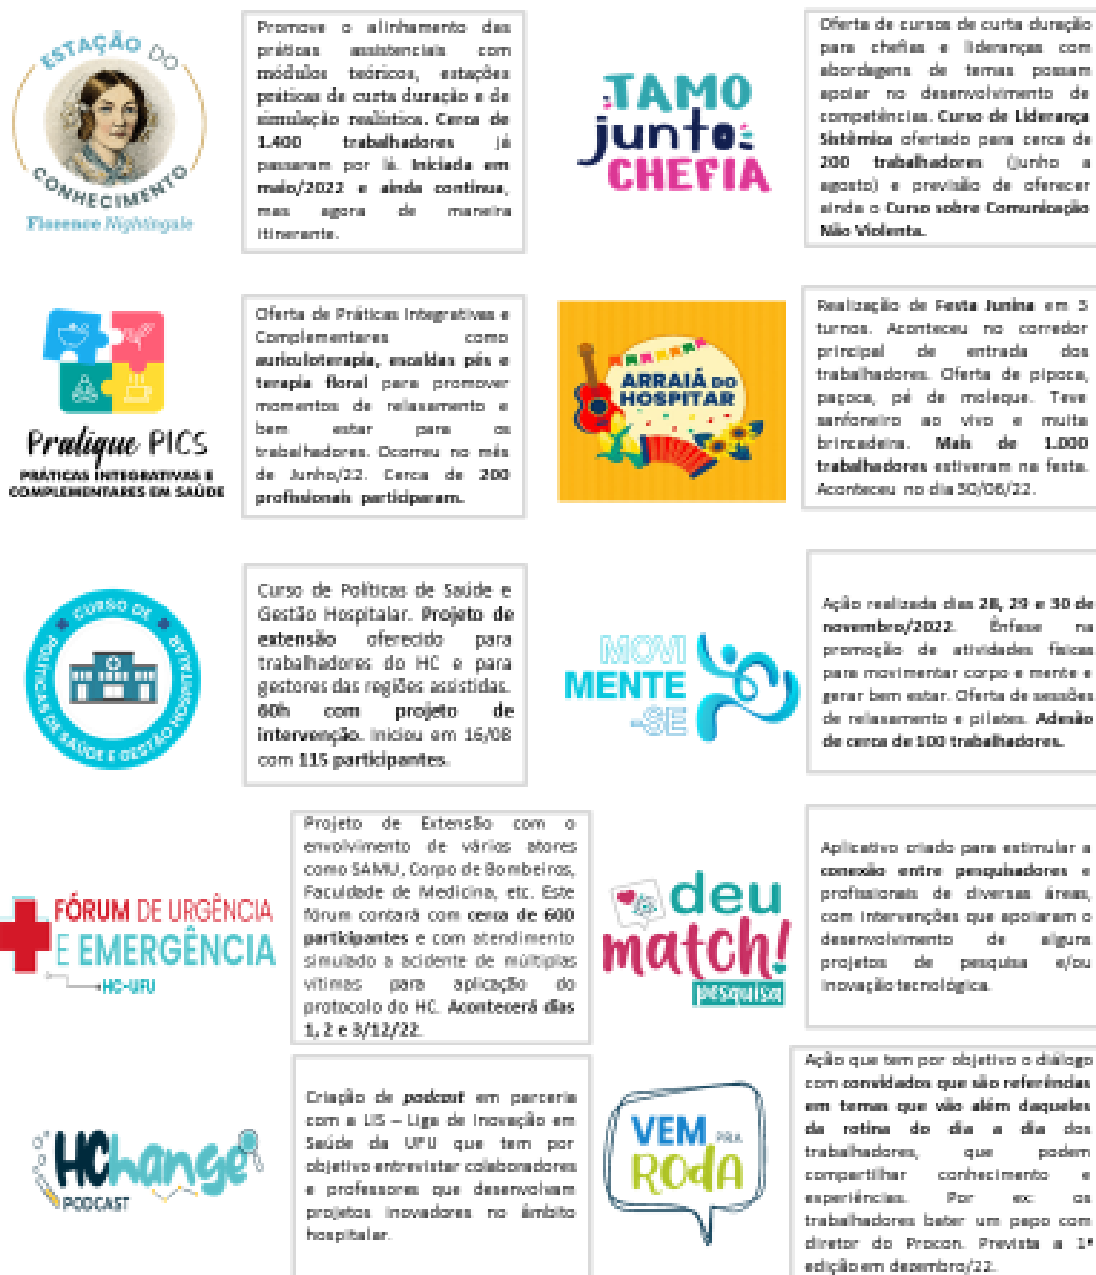 ESTAÇÃO DO
CONHECIMENTO
Florence Nightingale
Promove o alinhamento das
práticas assistenciais com
módulos teóricos, estações
práticas de curta duração e de
simulação realística. Cerca de
1.400 trabalhadores já
passaram por lá. Iniciada em
maio/2022 e ainda continua,
mas agora de maneira
itinerante.
TAMO
junto
CHEFIA
Oferta de cursos de curta duração
para chefias e lideranças com
abordagens de temas possam
apoiar no desenvolvimento de
competências. Curso de Liderança
Sistêmica ofertado para cerca de
200 trabalhadores (junho a
agosto) e previsão de oferecer
ainda o Curso sobre Comunicação
Não Violenta.
Pratique PICS
PRÁTICAS INTEGRATIVAS E
COMPLEMENTARES EM SAÚDE
Oferta de Práticas Integrativas e
Complementares como
auriculoterapia, escaldas pés e
terapia floral para promover
momentos de relaxamento e
bem estar para os
trabalhadores. Ocorreu no mês
de Junho/22. Cerca de 200
profissionais participaram.
ARRAIÁ DO
HOSPITAR
Realização de Festa Junina em 3
turnos. Aconteceu no corredor
principal de entrada dos
trabalhadores. Oferta de pipoca,
paçoca, pé de moleque. Teve
sanfoneiro ao vivo e muita
brincadeira. Mais de 1.000
trabalhadores estiveram na festa.
Aconteceu no dia 30/06/22.
CURSO DE
POLÍTICAS DE SAÚDE E GESTÃO HOSPITALAR
Curso de Políticas de Saúde e
Gestão Hospitalar. Projeto de
extensão oferecido para
trabalhadores do HC e para
gestores das regiões assistidas.
60h com projeto de
intervenção. Iniciou em 16/08
com 115 participantes.
MOVI
MENTE
-SE
Ação realizada dias 28, 29 e 30 de
novembro/2022. Ênfase na
promoção de atividades físicas
para movimentar corpo e mente e
gerar bem estar. Oferta de sessões
de relaxamento e pilates. Adesão
de cerca de 100 trabalhadores.
FÓRUM DE URGÊNCIA
E EMERGÊNCIA
HC-UFU
Projeto de Extensão com o
envolvimento de vários atores
como SAMU, Corpo de Bombeiros,
Faculdade de Medicina, etc. Este
fórum contará com cerca de 600
participantes e com atendimento
simulado a acidente de múltiplas
vítimas para aplicação do
protocolo do HC. Acontecerá dias
1, 2 e 3/12/22.
deu
match!
pesquisa
Aplicativo criado para estimular a
conexão entre pesquisadores e
profissionais de diversas áreas,
com intervenções que apoiaram o
desenvolvimento de alguns
projetos de pesquisa e/ou
inovação tecnológica.
HChange
PODCAST
Criação de podcast em parceria
com a LIS – Liga de Inovação em
Saúde da UFU que tem por
objetivo entrevistar colaboradores
e professores que desenvolvam
projetos inovadores no âmbito
hospitalar.
VEM PRA
RODA
Ação que tem por objetivo o diálogo
com convidados que são referências
em temas que vão além daqueles
da rotina do dia a dia dos
trabalhadores, que podem
compartilhar conhecimento e
experiências. Por ex: os
trabalhadores bater um papo com
diretor do Procon. Prevista a 1ª
edição em dezembro/22.